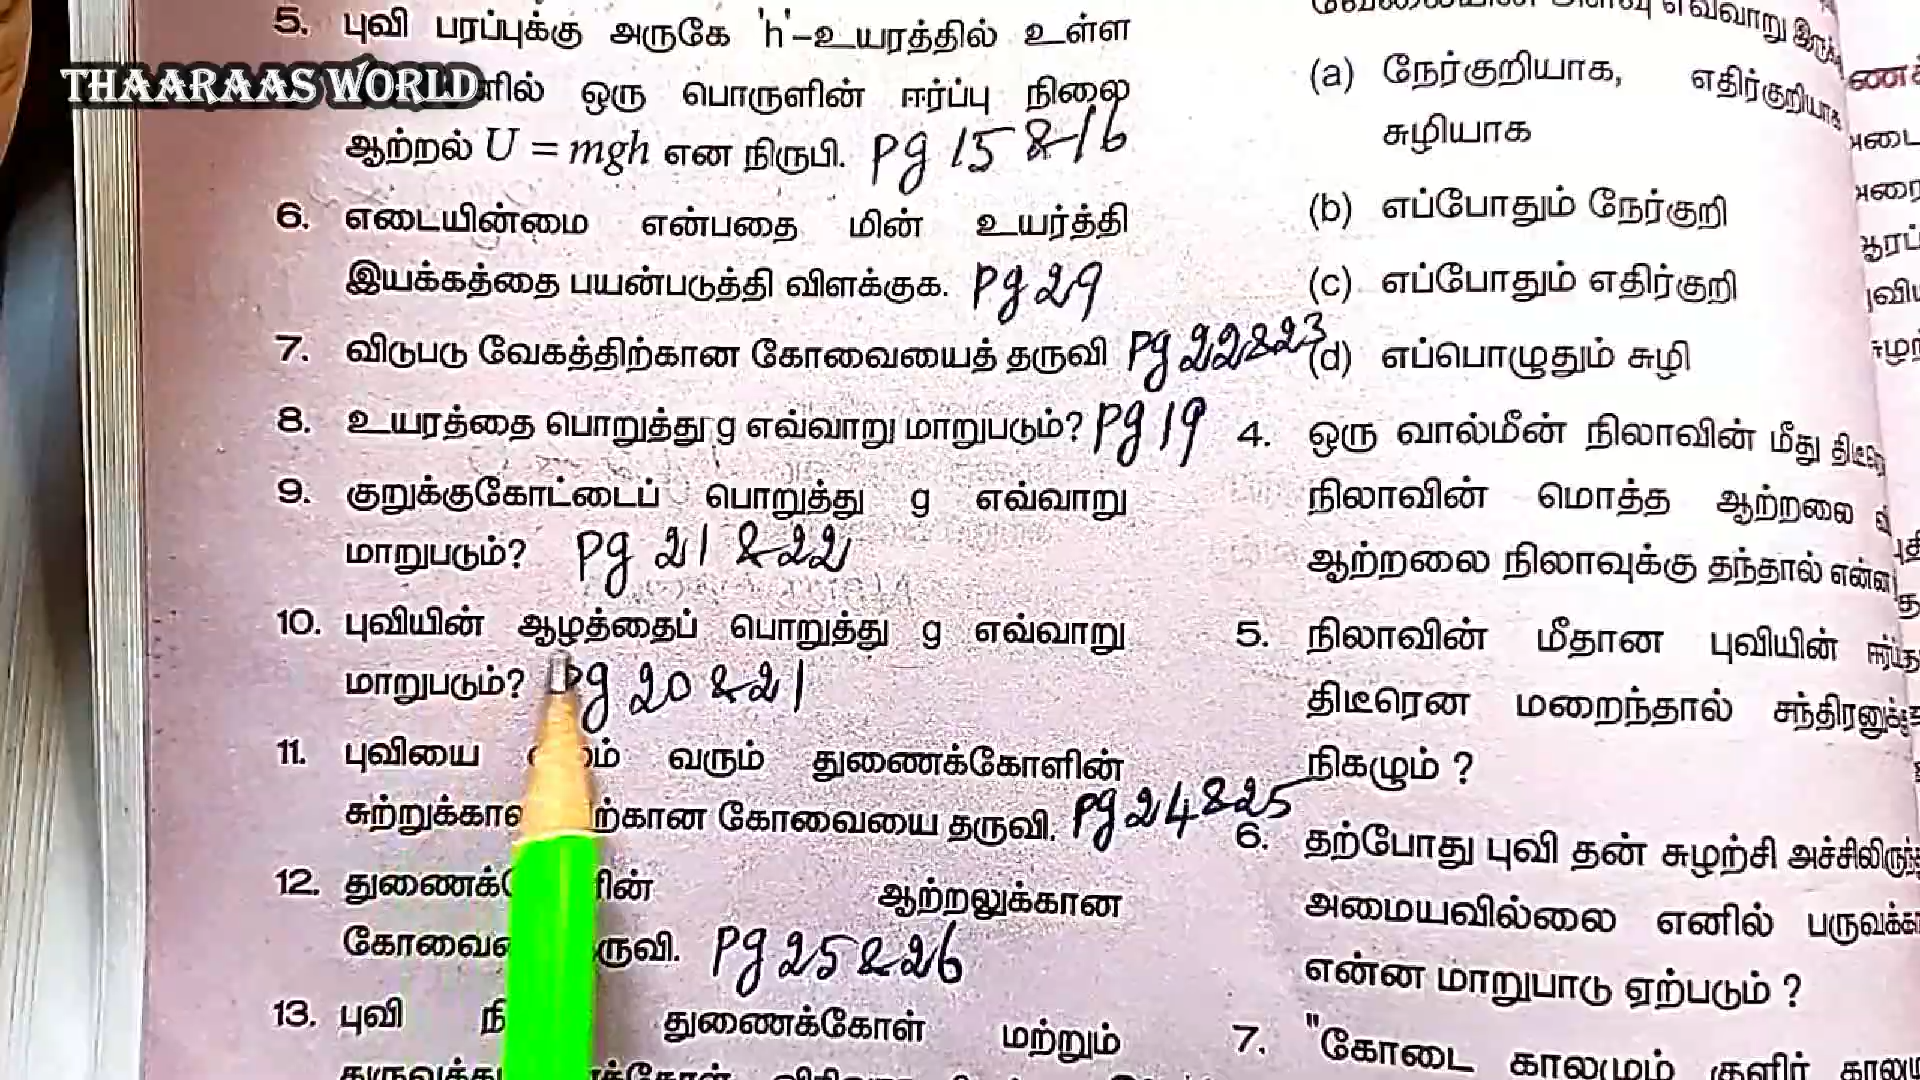 THAARAAS WORLD
5. புவி பரப்புக்கு அருகே 'h'-உயரத்தில் உள்ள
ஒரு பொருளின் ஈர்ப்பு நிலை
ஆற்றல் U = mgh என நிருபி. Pg 15 & 16
6. எடையின்மை என்பதை மின் உயர்த்தி
இயக்கத்தை பயன்படுத்தி விளக்குக. Pg 29
7. விடுபடு வேகத்திற்கான கோவையைத் தருவி Pg 22 & 23
8. உயரத்தை பொறுத்து g எவ்வாறு மாறுபடும்? Pg 19
9. குறுக்குகோட்டைப் பொறுத்து g எவ்வாறு
மாறுபடும்? Pg 21 & 22
10. புவியின் ஆழத்தைப் பொறுத்து g எவ்வாறு
மாறுபடும்? Pg 20 & 21
11. புவியை வரும் துணைக்கோளின்
கோவையை தருவி. Pg 24 & 25
12. ஆற்றலுக்கான
Pg 25 & 26
13. புவி துணைக்கோள் மற்றும்
எவ்வாறு
(a) நேர்குறியாக, எதிர்குறியாக
சுழியாக
(b) எப்போதும் நேர்குறி
(c) எப்போதும் எதிர்குறி
(d) எப்பொழுதும் சுழி
4. ஒரு வால்மீன் நிலாவின் மீது
நிலாவின் மொத்த ஆற்றலை
ஆற்றலை நிலாவுக்கு தந்தால் என்ன
5. நிலாவின் மீதான புவியின்
திடீரென மறைந்தால்
நிகழும் ?
6. தற்போது புவி தன் சுழற்சி
அமையவில்லை எனில்
என்ன மாறுபாடு ஏற்படும் ?
7. "கோடை காலமும் குளிர்